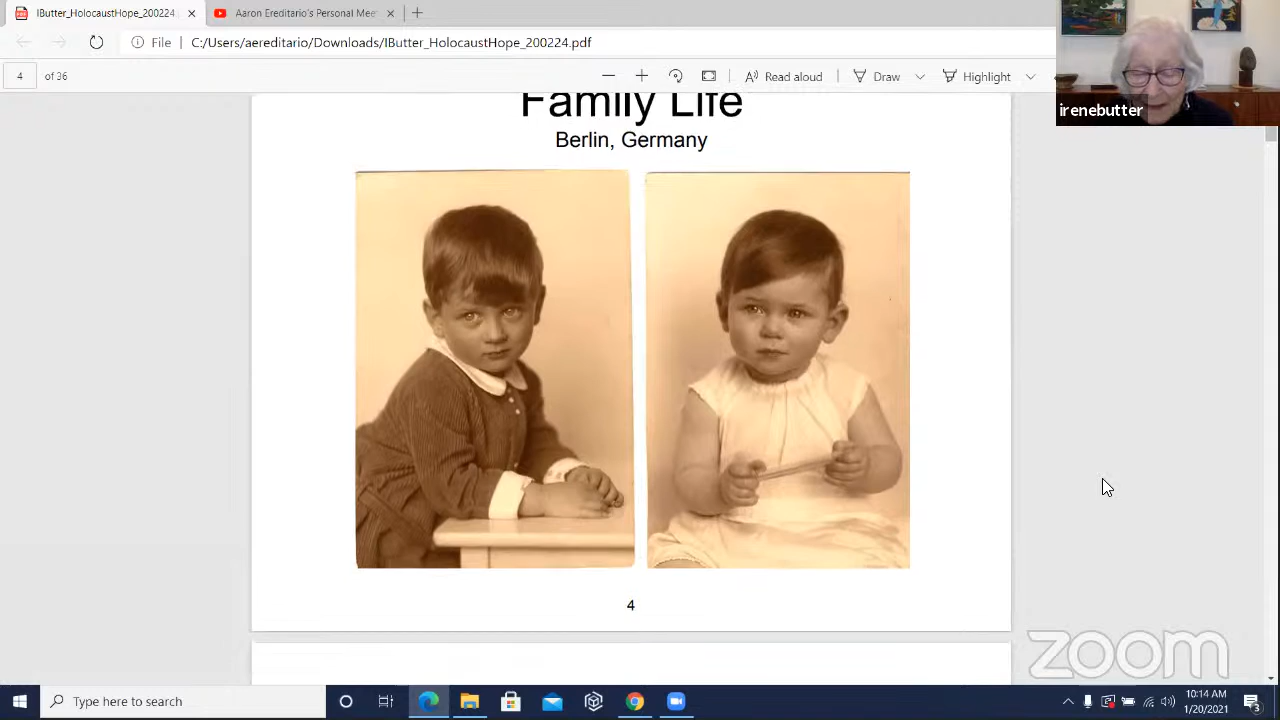 IButter_HolocaustHope_200224
Aaron Ereditario's Personal Mee
File
C:/Users/aereditario/Downloads/IButter_HolocaustHope_200224.pdf
4 of 36
Read aloud
Draw
Highlight
irenebutter
Family Life
Berlin, Germany
4
zoom
Type here to search
10:14 AM
1/20/2021
3